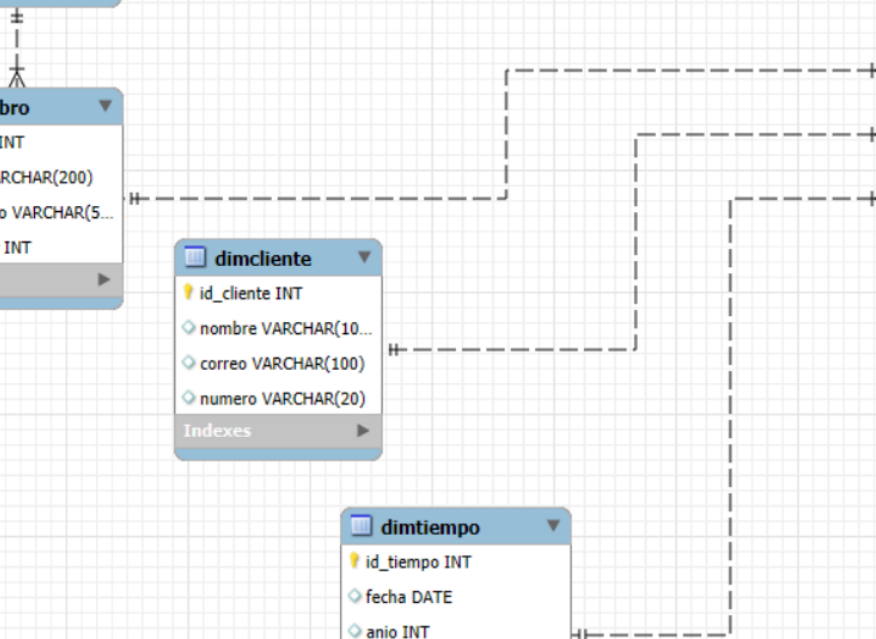 bro
INT
RCHAR(200)
o VARCHAR(5...
INT
dimcliente
id_cliente INT
nombre VARCHAR(10...
correo VARCHAR(100)
numero VARCHAR(20)
Indexes
dimtiempo
id_tiempo INT
fecha DATE
anio INT